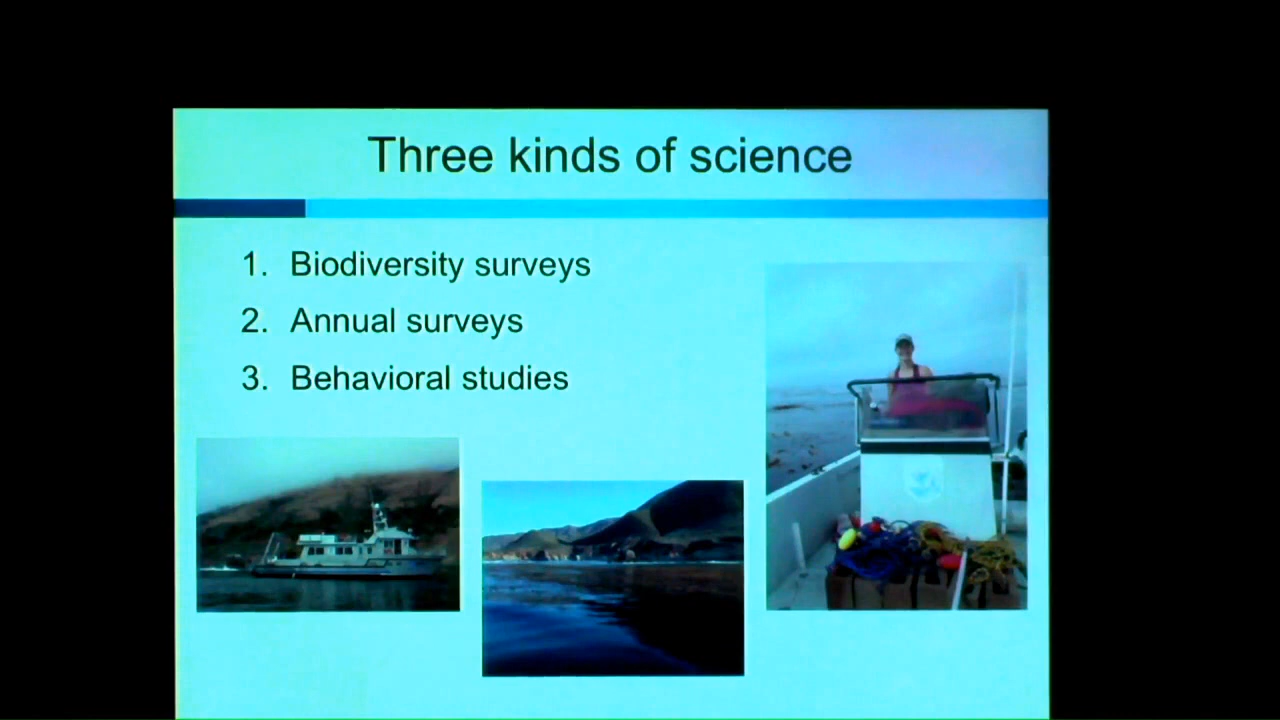 Three kinds of science
1. Biodiversity surveys
2. Annual surveys
3. Behavioral studies